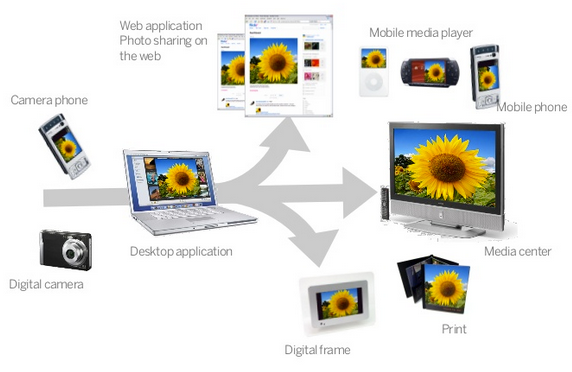 Web application
Photo sharing on
the web
Mobile media player
Camera phone
Mobile phone
Desktop application
Media center
Digital camera
Print
Digital frame